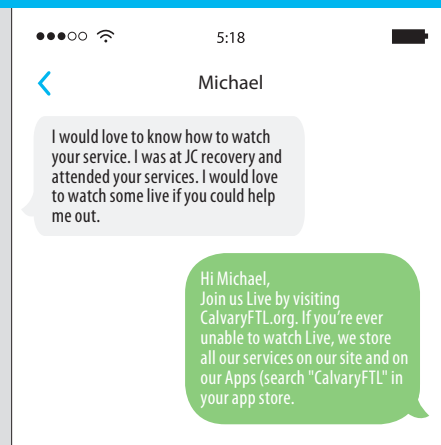 5:18
Michael
I would love to know how to watch
your service. I was at JC recovery and
attended your services. I would love
to watch some live if you could help
me out.
Hi Michael,
Join us Live by visiting
CalvaryFTL.org. If you're ever
unable to watch Live, we store
all our services on our site and on
our Apps (search "CalvaryFTL" in
your app store.